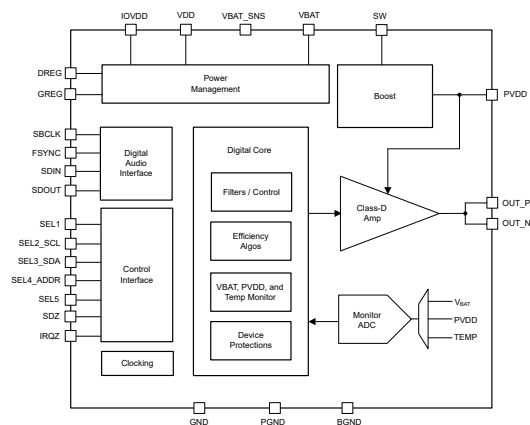 IOVDD
VDD
VBAT_SNS
VBAT
SW
DREG
GREG
Power
Management
Boost
PVDD
SBCLK
FSYNC
SDIN
SDOUT
Digital
Audio
Interface
Digital Core
Filters / Control
Efficiency
Algos
VBAT, PVDD, and
Temp Monitor
Device
Protections
Class-D
Amp
OUT_P
OUT_N
SEL1
SEL2_SCL
SEL3_SDA
SEL4_ADDR
SEL5
SDZ
IRQZ
Control
Interface
Clocking
Monitor
ADC
VBAT
PVDD
TEMP
GND
PGND
BGND